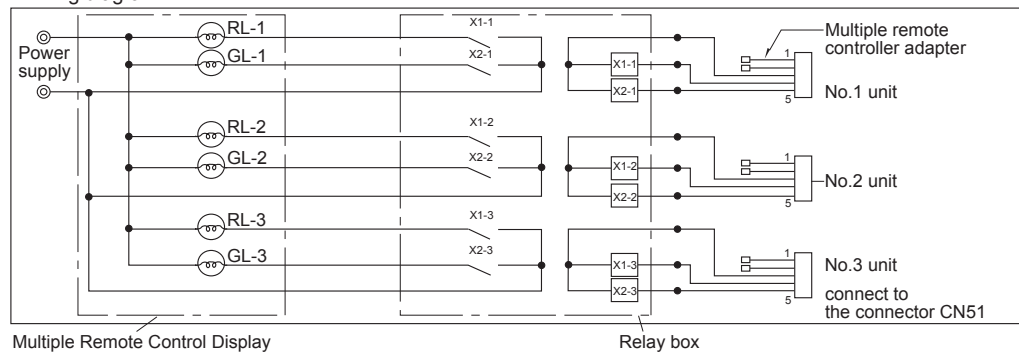 RL-1
X1-1
Multiple remote
controller adapter
Power
supply
GL-1
X2-1
X1-1
1
X2-1
5
No.1 unit
RL-2
X1-2
GL-2
X2-2
X1-2
1
X2-2
5
No.2 unit
RL-3
X1-3
GL-3
X2-3
X1-3
1
X2-3
5
No.3 unit
connect to
the connector CN51
Multiple Remote Control Display
Relay box